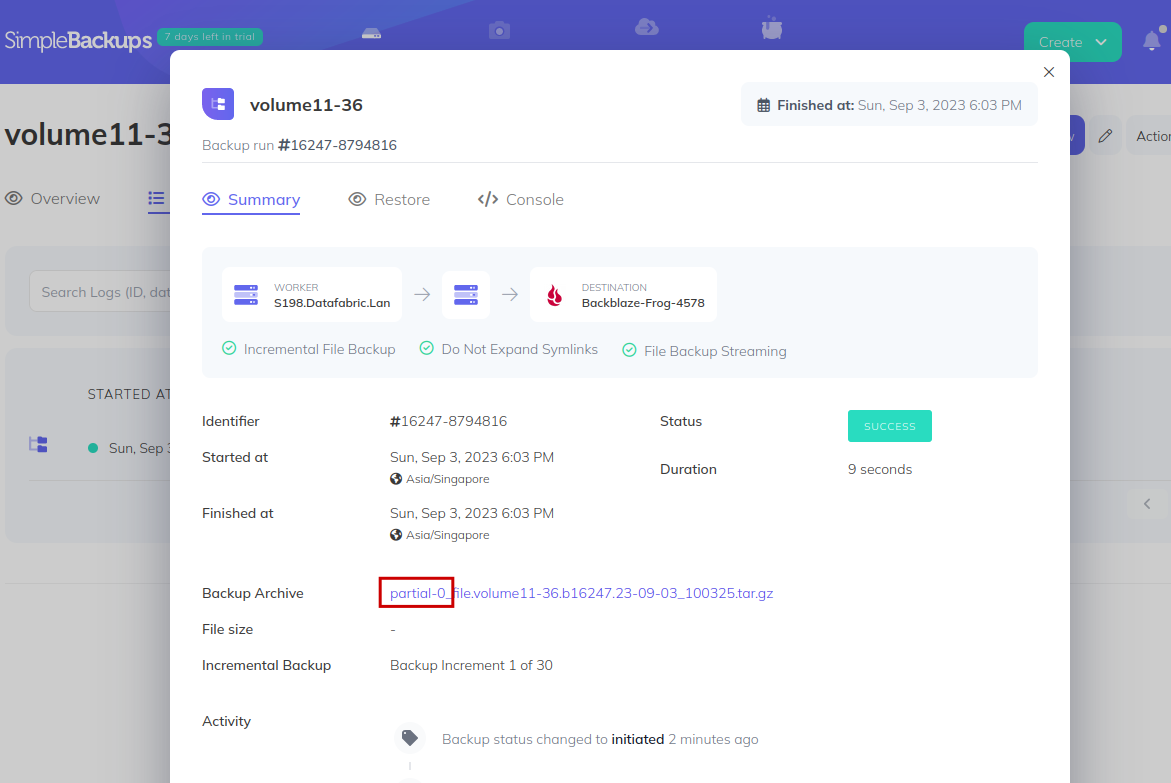 SimpleBackups
7 days left in trial
Create
volume11-3
Overview
Search Logs (ID, dat
STARTED AT
Sun, Sep 3
Action
volume11-36
Finished at: Sun, Sep 3, 2023 6:03 PM
Backup run #16247-8794816
Summary
Restore
Console
WORKER
S198.Datafabric.Lan
DESTINATION
Backblaze-Frog-4578
Incremental File Backup
Do Not Expand Symlinks
File Backup Streaming
Identifier
#16247-8794816
Status
SUCCESS
Started at
Sun, Sep 3, 2023 6:03 PM
Asia/Singapore
Duration
9 seconds
Finished at
Sun, Sep 3, 2023 6:03 PM
Asia/Singapore
Backup Archive
partial-0_file.volume11-36.b16247.23-09-03_100325.tar.gz
File size
-
Incremental Backup
Backup Increment 1 of 30
Activity
Backup status changed to initiated 2 minutes ago